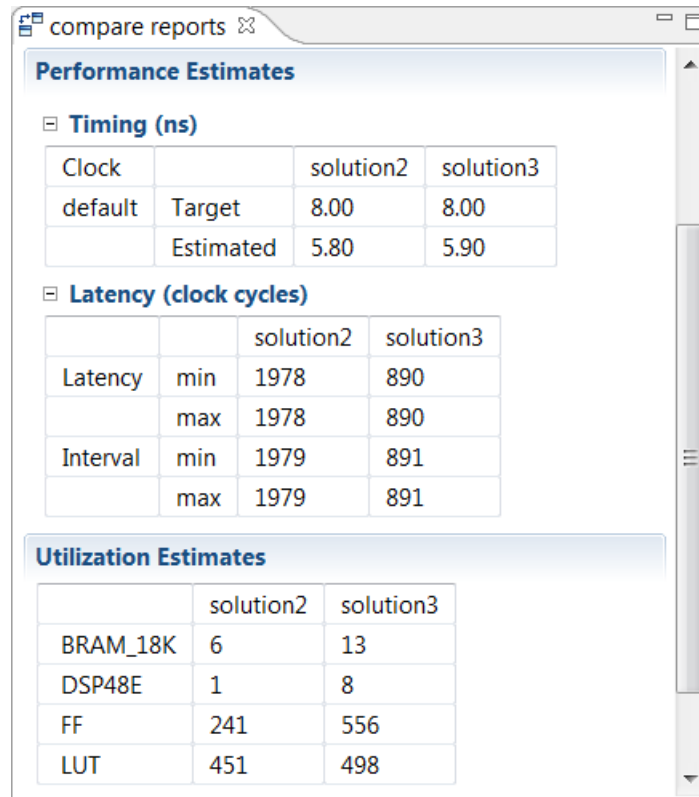 compare reports
Performance Estimates
Timing (ns)
Clock solution2 solution3
default Target 8.00 8.00
Estimated 5.80 5.90
Latency (clock cycles)
solution2 solution3
Latency min 1978 890
max 1978 890
Interval min 1979 891
max 1979 891
Utilization Estimates
solution2 solution3
BRAM_18K 6 13
DSP48E 1 8
FF 241 556
LUT 451 498